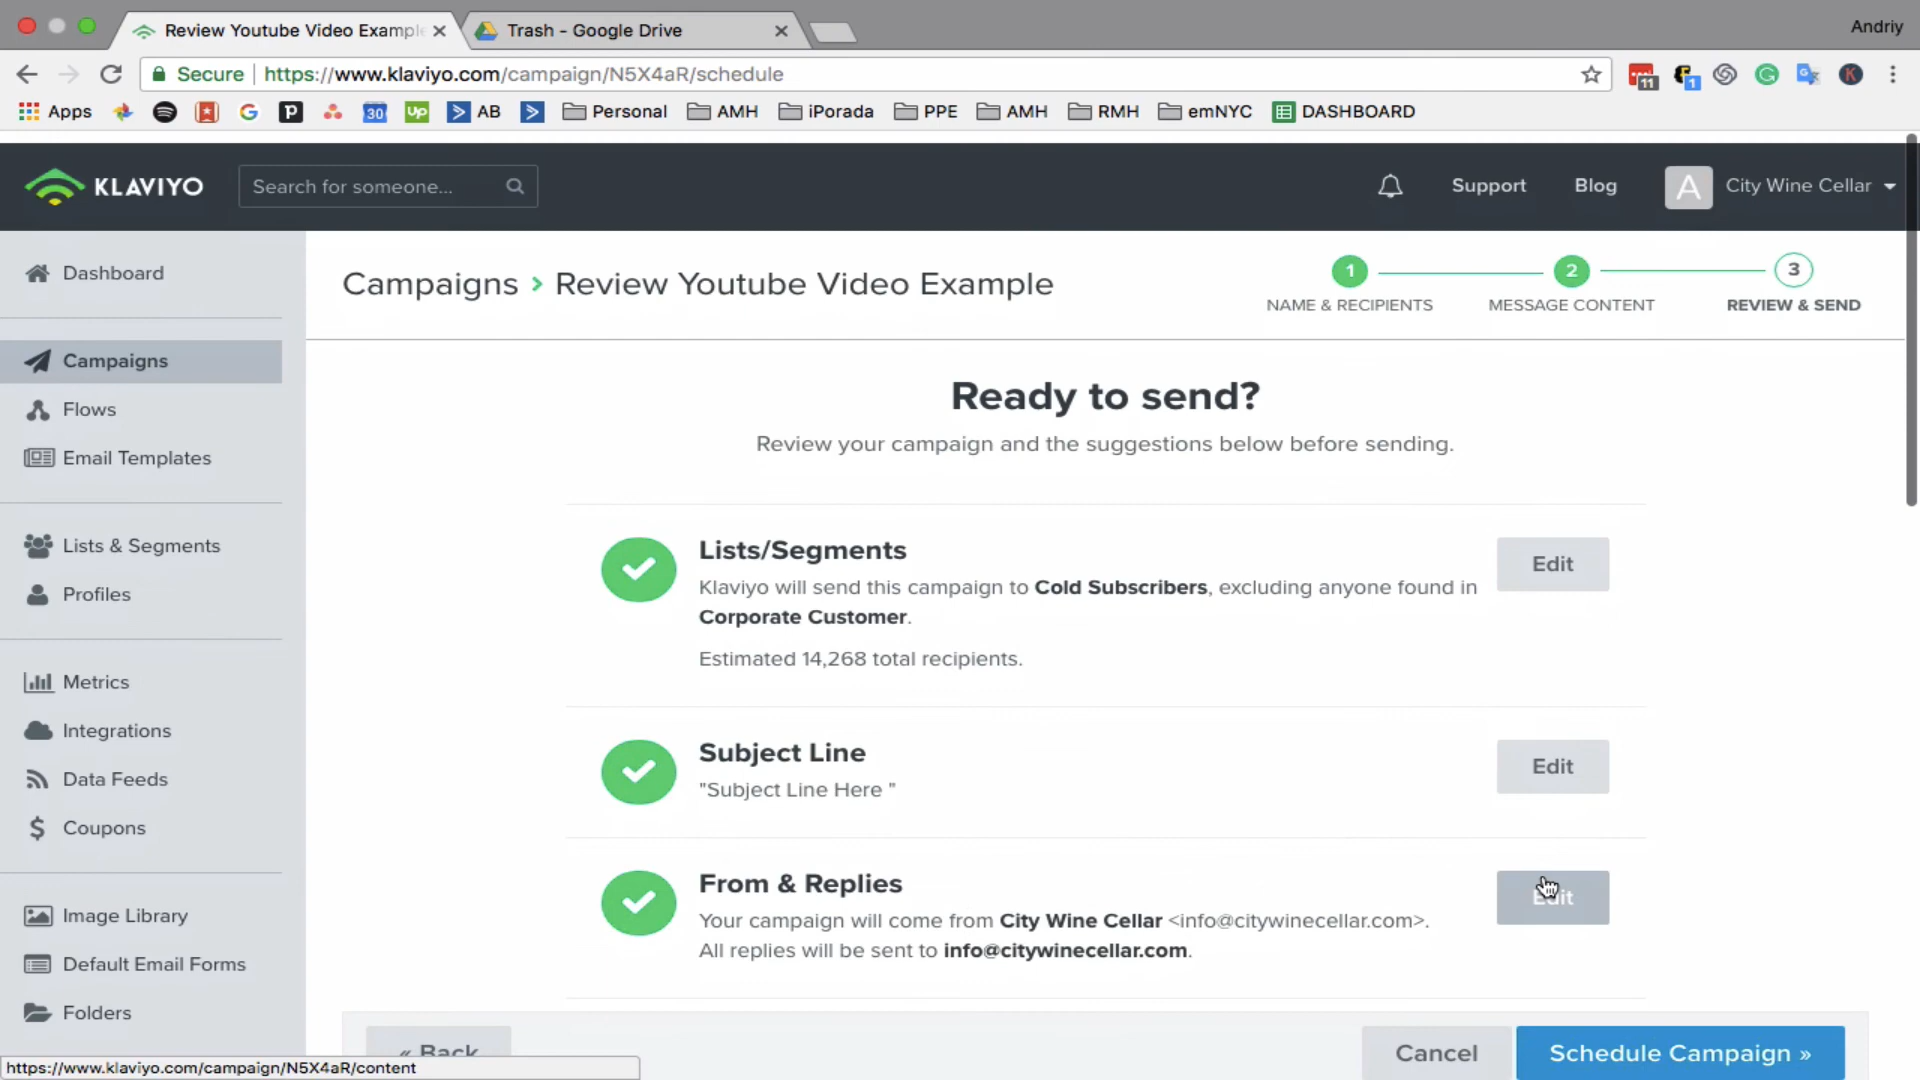 Review Youtube Video Exampl
Trash - Google Drive
Andriy
Secure
https://www.klaviyo.com/campaign/N5X4aR/schedule
11
1
K
Apps
30
up
AB
Personal
AMH
iPorada
PPE
AMH
RMH
emNYC
DASHBOARD
KLAVIYO
Search for someone...
Support
Blog
A
City Wine Cellar
Dashboard
Campaigns
Flows
Email Templates
Lists & Segments
Profiles
Metrics
Integrations
Data Feeds
Coupons
Image Library
Default Email Forms
Folders
Campaigns > Review Youtube Video Example
1
2
3
NAME & RECIPIENTS
MESSAGE CONTENT
REVIEW & SEND
Ready to send?
Review your campaign and the suggestions below before sending.
Lists/Segments
Klaviyo will send this campaign to Cold Subscribers, excluding anyone found in
Corporate Customer.
Estimated 14,268 total recipients.
Edit
Subject Line
"Subject Line Here "
Edit
From & Replies
Your campaign will come from City Wine Cellar <info@citywinecellar.com>.
All replies will be sent to info@citywinecellar.com.
Edit
« Back
Cancel
Schedule Campaign »
https://www.klaviyo.com/campaign/N5X4aR/content